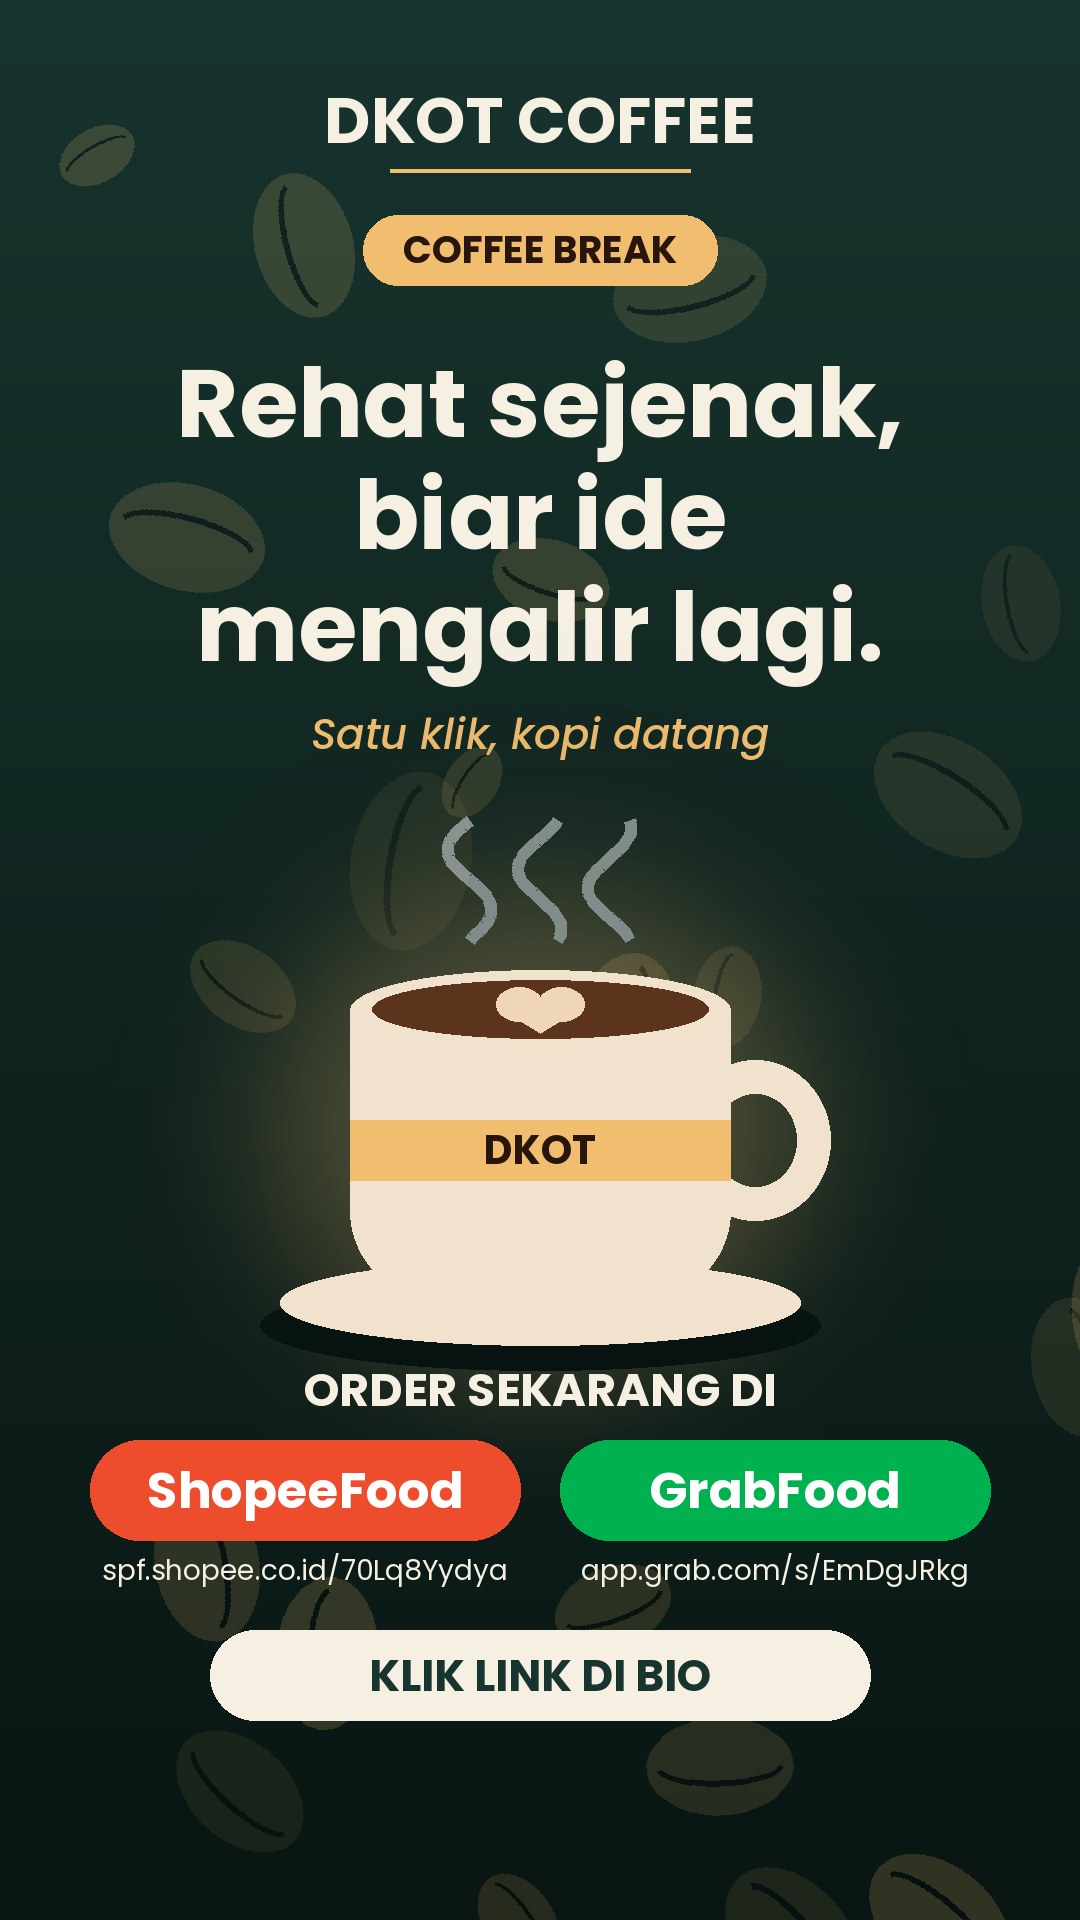 DKOT COFFEE
COFFEE BREAK
Rehat sejenak,
biar ide
mengalir lagi.
Satu klik, kopi datang
DKOT
ORDER SEKARANG DI
ShopeeFood
GrabFood
spf.shopee.co.id/70Lq8Yydya
app.grab.com/s/EmDgJRkg
KLIK LINK DI BIO